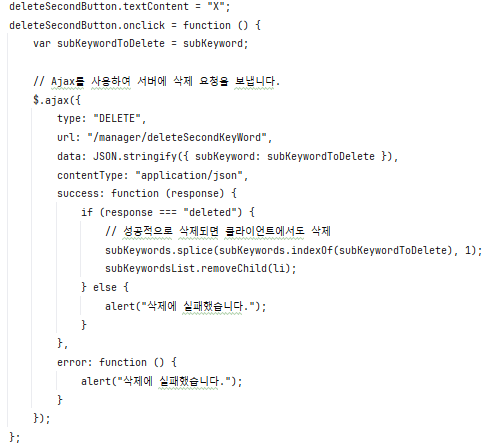 deleteSecondButton.textContent = "X";
deleteSecondButton.onclick = function () {
    var subKeywordToDelete = subKeyword;

    // Ajax를 사용하여 서버에 삭제 요청을 보냅니다.
    $.ajax({
        type: "DELETE",
        url: "/manager/deleteSecondKeyWord",
        data: JSON.stringify({ subKeyword: subKeywordToDelete }),
        contentType: "application/json",
        success: function (response) {
            if (response === "deleted") {
                // 성공적으로 삭제되면 클라이언트에서도 삭제
                subKeywords.splice(subKeywords.indexOf(subKeywordToDelete), 1);
                subKeywordsList.removeChild(li);
            } else {
                alert("삭제에 실패했습니다.");
            }
        },
        error: function () {
            alert("삭제에 실패했습니다.");
        }
    });
};